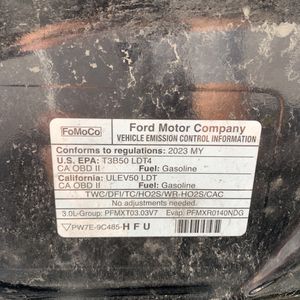 FoMoCo
Ford Motor Company
VEHICLE EMISSION CONTROL INFORMATION
Conforms to regulations: 2023 MY
U.S. EPA: T3B50 LDT4
CA OBD II Fuel: Gasoline
California: ULEV50 LDT
CA OBD II Fuel: Gasoline
TWC/DFI/TC/HO2S/WR-HO2S/CAC
No adjustments needed.
3.0L-Group: PFMXT03.03V7 Evap: PFMXR0140NDG
PW7E-9C485-HFU